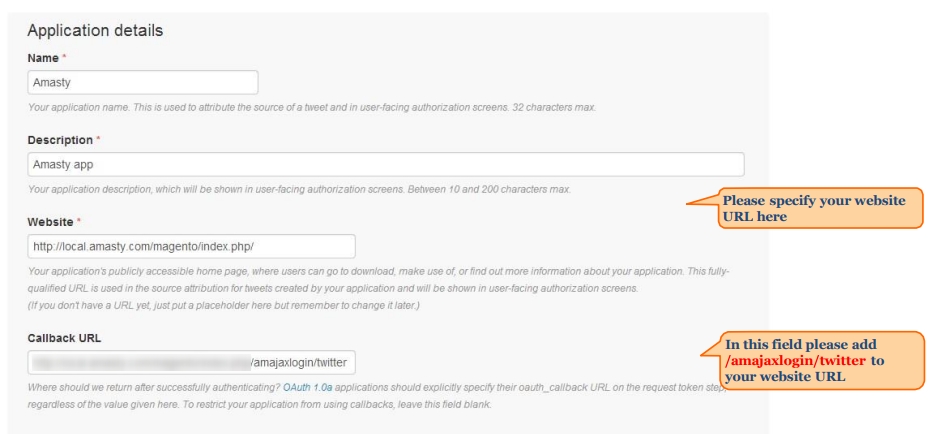 Application details
Name *
Amasty
Your application name. This is used to attribute the source of a tweet and in user-facing authorization screens. 32 characters max.
Description *
Amasty app
Your application description, which will be shown in user-facing authorization screens. Between 10 and 200 characters max.
Please specify your website
URL here
Website *
http://local.amasty.com/magento/index.php/
Your application's publicly accessible home page, where users can go to download, make use of, or find out more information about your application. This fully-
qualified URL is used in the source attribution for tweets created by your application and will be shown in user-facing authorization screens.
(If you don't have a URL yet, just put a placeholder here but remember to change it later.)
Callback URL
/amajaxlogin/twitter
In this field please add
/amajaxlogin/twitter to
your website URL
Where should we return after successfully authenticating? OAuth 1.0a applications should explicitly specify their oauth_callback URL on the request token step,
regardless of the value given here. To restrict your application from using callbacks, leave this field blank.